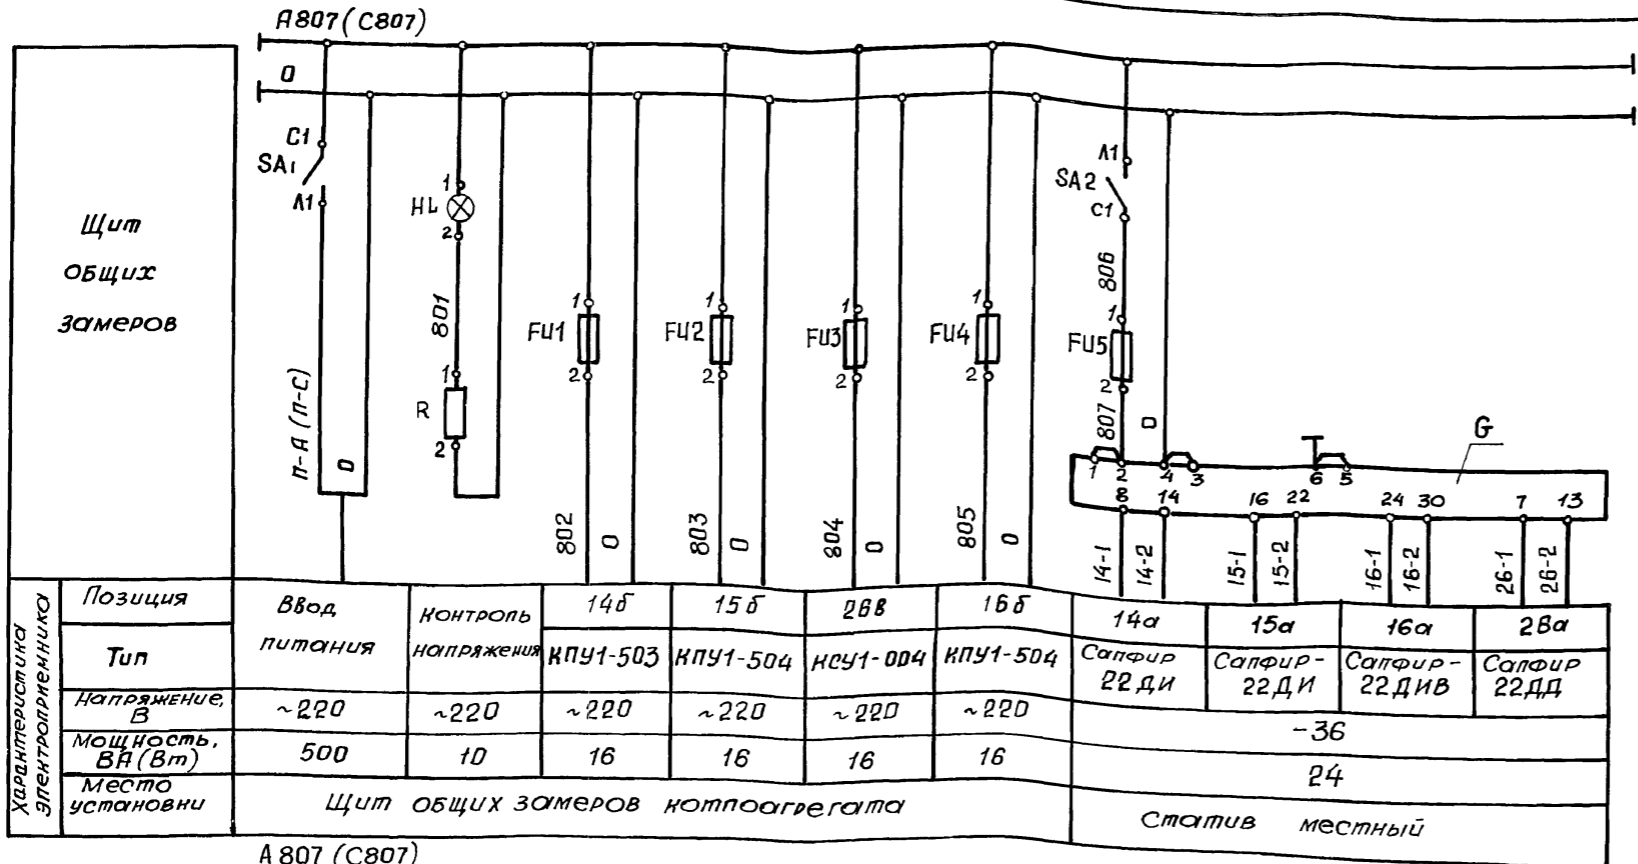 А807 (С807)
0
Щит
общих
замеров
C1
SA1
Л1
п-А (п-С)
0
1
HL
2
801
1
R
2
1
FU1
2
802
0
1
FU2
2
803
0
1
FU3
2
804
0
1
FU4
2
805
0
Л1
SA2
C1
806
1
FU5
2
807
0
G
1 2 4 3 6 5
8 14 16 22 24 30 7 13
14-1 14-2 15-1 15-2 16-1 16-2 26-1 26-2
Характеристика
электроприемника
Позиция
Ввод
питания
Контроль
напряжения
14б 15б 26в 16б 14а 15а 16а 2ва
Тип
КПУ1-503 КПУ1-504 КСУ1-004 КПУ1-504
Сапфир
22ДИ
Сапфир-
22ДИ
Сапфир-
22ДИВ
Сапфир
22ДД
Напряжение,
В
~220 ~220 ~220 ~220 ~220 ~220 -36
Мощность,
ВА (Вт)
500 10 16 16 16 16 24
Место
установки
Щит общих замеров котлоагрегата
Статив местный
А807 (С807)